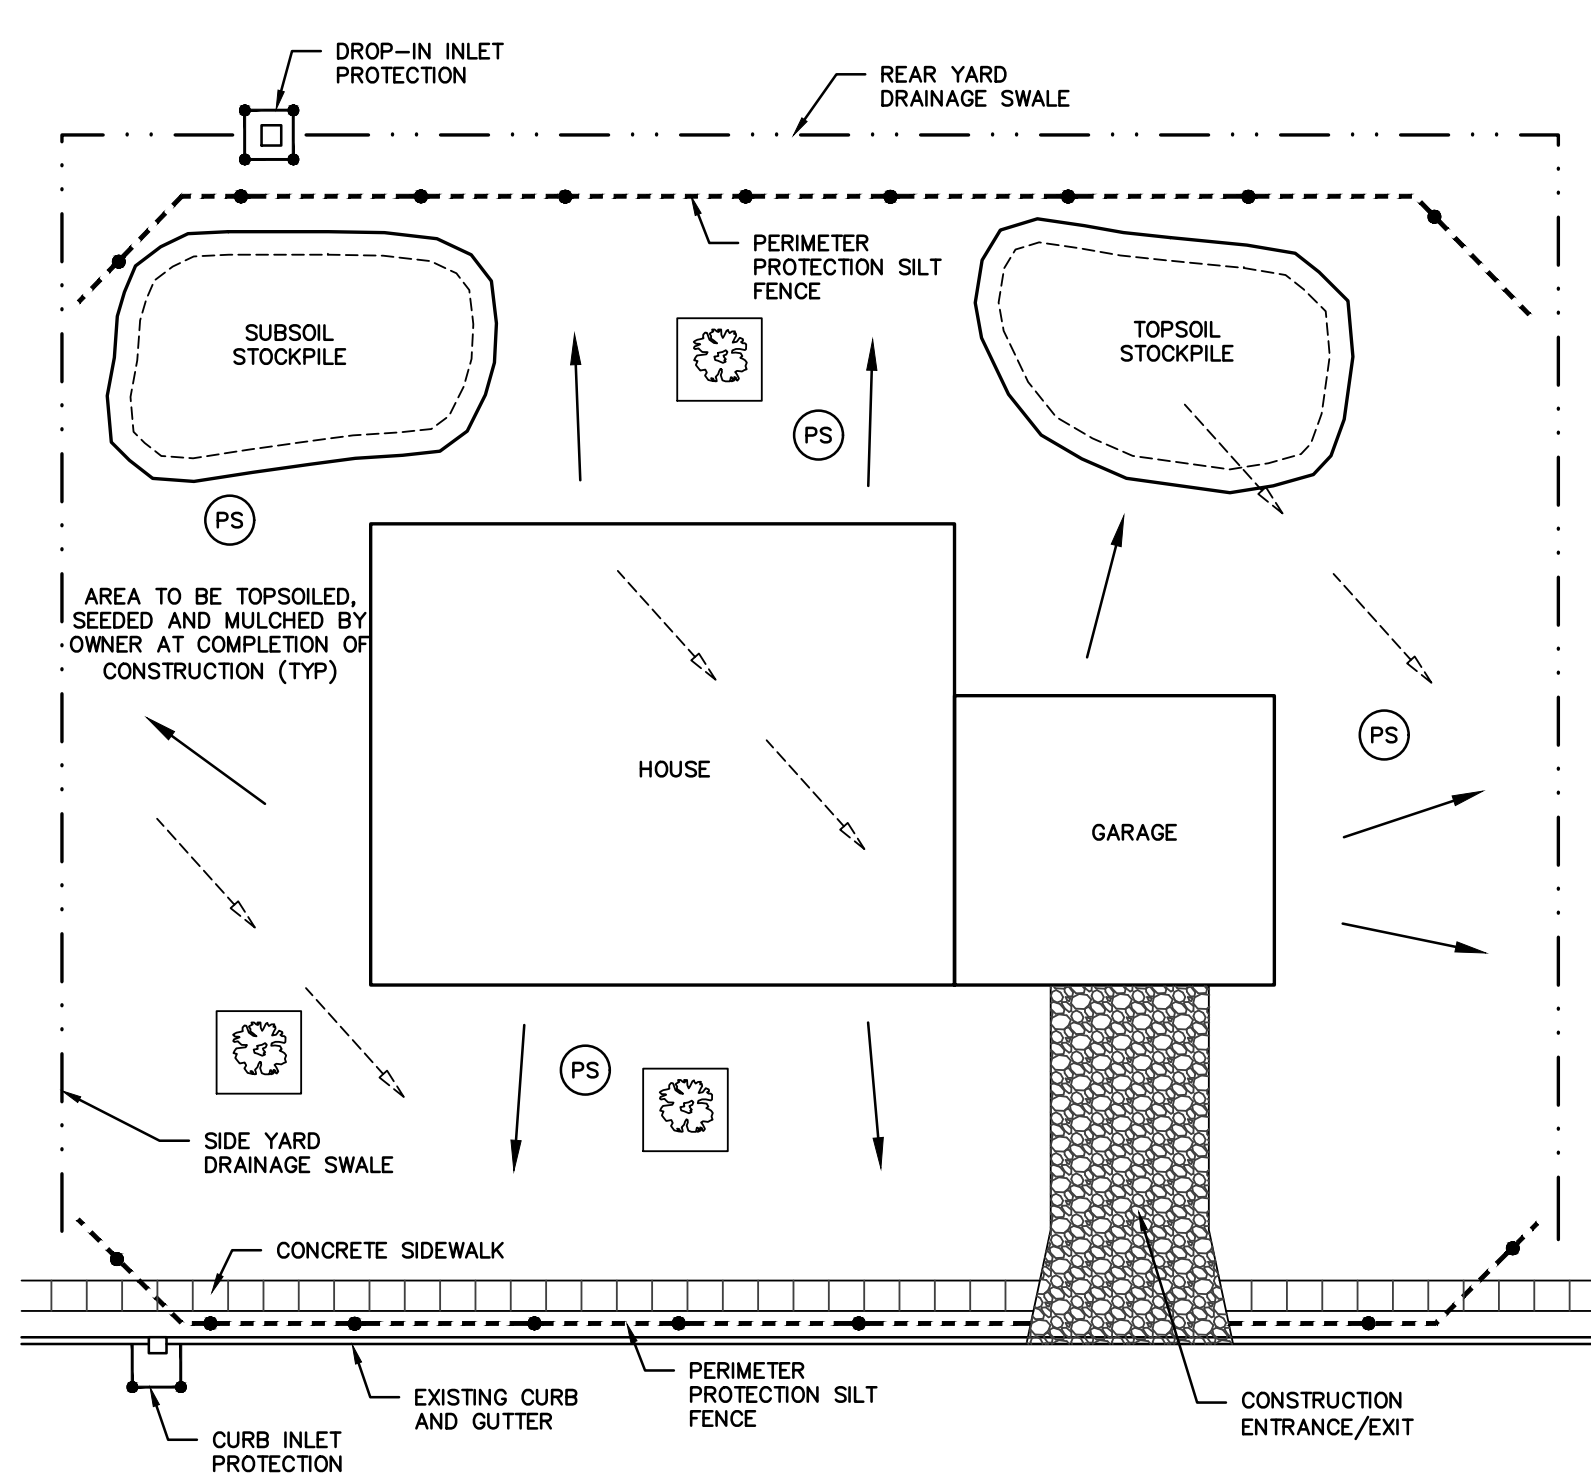 DROP-IN INLET
PROTECTION
REAR YARD
DRAINAGE SWALE
PERIMETER
PROTECTION SILT
FENCE
SUBSOIL
STOCKPILE
TOPSOIL
STOCKPILE
PS
PS
AREA TO BE TOPSOILED,
SEEDED AND MULCHED BY
OWNER AT COMPLETION OF
CONSTRUCTION (TYP)
PS
HOUSE
GARAGE
PS
SIDE YARD
DRAINAGE SWALE
CONCRETE SIDEWALK
PERIMETER
PROTECTION SILT
FENCE
EXISTING CURB
AND GUTTER
CONSTRUCTION
ENTRANCE/EXIT
CURB INLET
PROTECTION